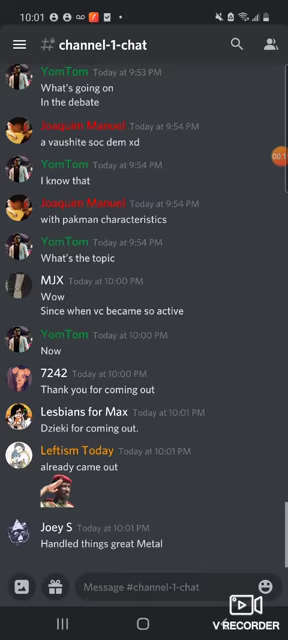 10:01
# channel-1-chat
YomTom Today at 9:53 PM
What's going on
In the debate
Joaquim Manuel Today at 9:54 PM
a vaushite soc dem xd
YomTom Today at 9:54 PM
I know that
Joaquim Manuel Today at 9:54 PM
with pakman characteristics
YomTom Today at 9:54 PM
What's the topic
MJX Today at 10:00 PM
Wow
Since when vc became so active
YomTom Today at 10:00 PM
Now
7242 Today at 10:00 PM
Thank you for coming out
Lesbians for Max Today at 10:01 PM
Dzieki for coming out.
Leftism Today Today at 10:01 PM
already came out
Joey S Today at 10:01 PM
Handled things great Metal
Message #channel-1-chat
V RECORDER